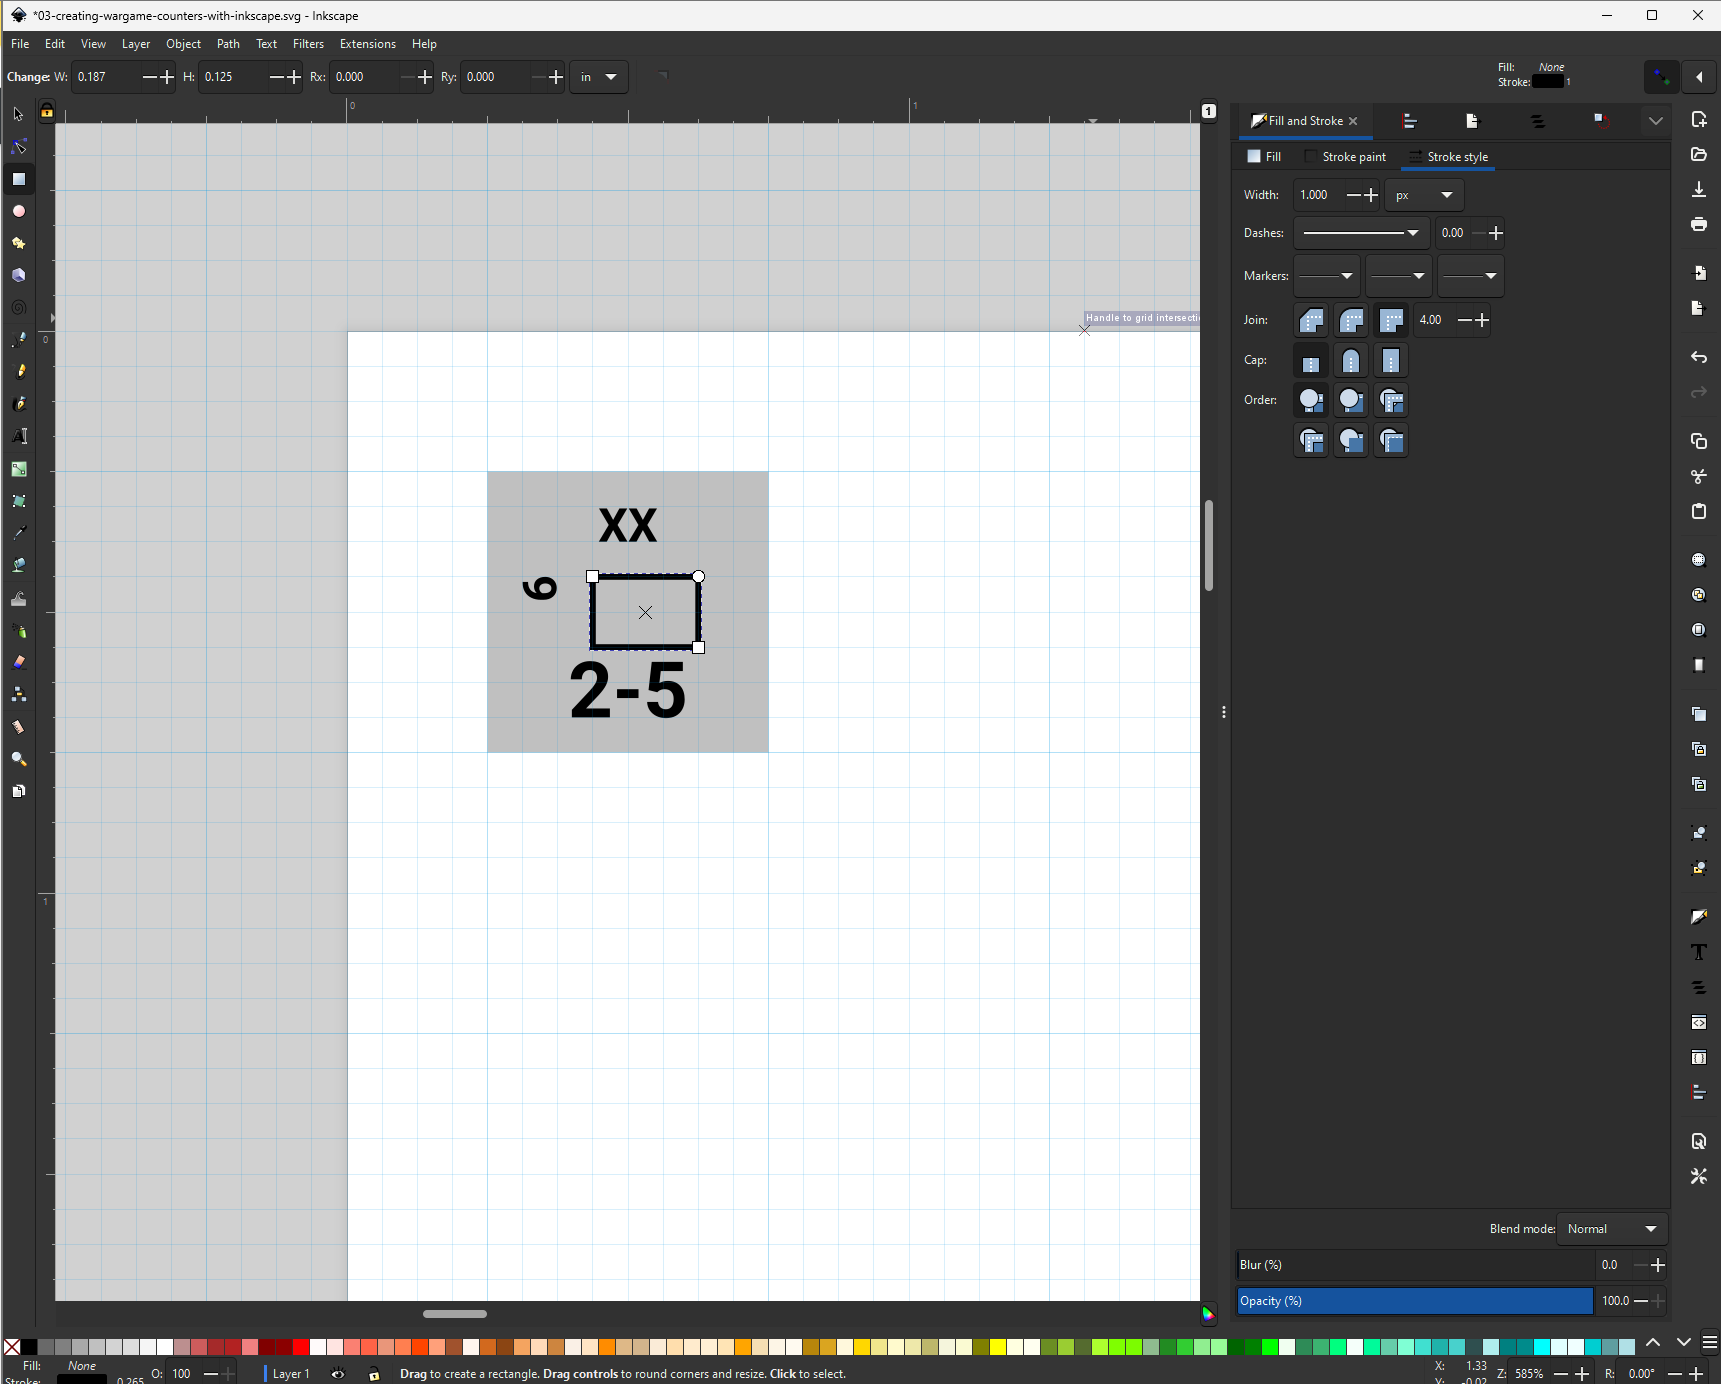 *03-creating-wargame-counters-with-inkscape.svg - Inkscape
File Edit View Layer Object Path Text Filters Extensions Help
Change: W: 0.187 H: 0.125 Rx: 0.000 Ry: 0.000 in
Fill: None
Stroke: 1
0 1
1
Fill and Stroke
Fill Stroke paint Stroke style
Width: 1.000 px
Dashes: 0.00
Markers:
Handle to grid intersecti
Join: 4.00
0
Cap:
Order:
XX
6
2-5
1
Blend mode: Normal
Blur (%) 0.0
Opacity (%) 100.0
Fill: None
Stroke: 0.265
O: 100
Layer 1
Drag to create a rectangle. Drag controls to round corners and resize. Click to select.
X: 1.33
Y: -0.02
Z: 585%
R: 0.00°